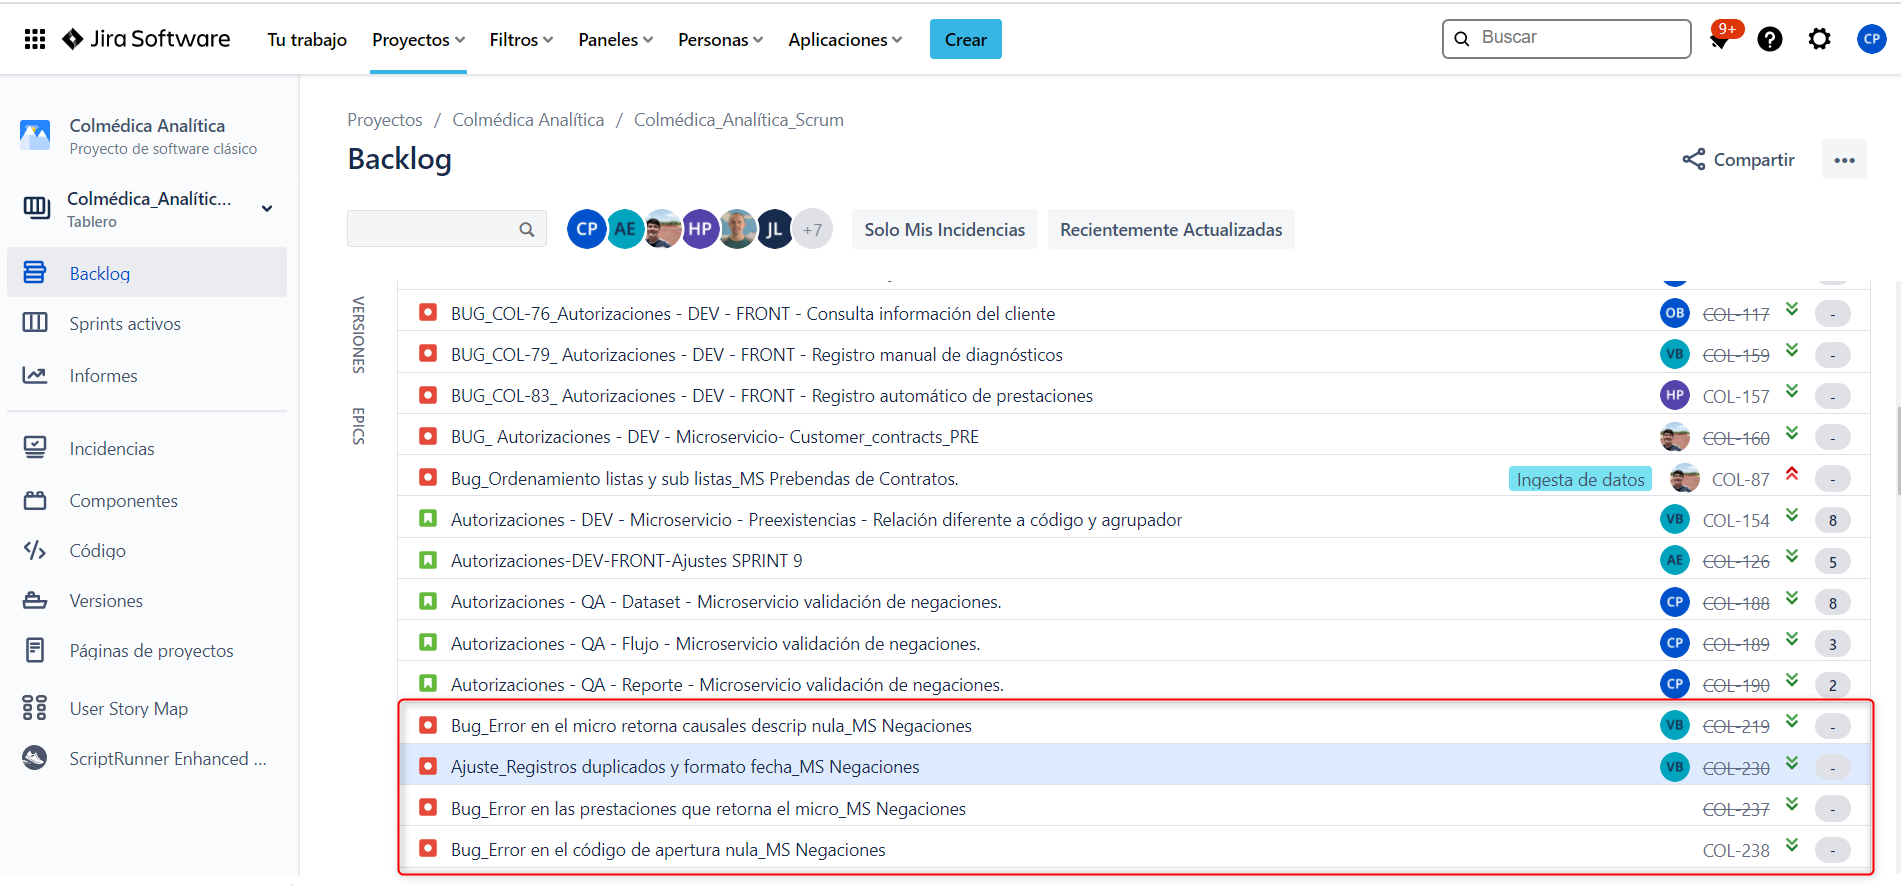 Jira Software Tu trabajo Proyectos Filtros Paneles Personas Aplicaciones Crear Buscar 9+ ? CP
Colmédica Analítica
Proyecto de software clásico
Colmédica_Analític...
Tablero
Backlog
Sprints activos
Informes
Incidencias
Componentes
Código
Versiones
Páginas de proyectos
User Story Map
ScriptRunner Enhanced ...
Proyectos / Colmédica Analítica / Colmédica_Analítica_Scrum
Backlog
Compartir
CP AE HP JL +7 Solo Mis Incidencias Recientemente Actualizadas
VERSIONES
EPICS
BUG_COL-76_Autorizaciones - DEV - FRONT - Consulta información del cliente OB COL-117 -
BUG_COL-79_ Autorizaciones - DEV - FRONT - Registro manual de diagnósticos VB COL-159 -
BUG_COL-83_ Autorizaciones - DEV - FRONT - Registro automático de prestaciones HP COL-157 -
BUG_ Autorizaciones - DEV - Microservicio- Customer_contracts_PRE COL-160 -
Bug_Ordenamiento listas y sub listas_MS Prebendas de Contratos. Ingesta de datos COL-87 -
Autorizaciones - DEV - Microservicio - Preexistencias - Relación diferente a código y agrupador VB COL-154 8
Autorizaciones-DEV-FRONT-Ajustes SPRINT 9 AE COL-126 5
Autorizaciones - QA - Dataset - Microservicio validación de negaciones. CP COL-188 8
Autorizaciones - QA - Flujo - Microservicio validación de negaciones. CP COL-189 3
Autorizaciones - QA - Reporte - Microservicio validación de negaciones. CP COL-190 2
Bug_Error en el micro retorna causales descrip nula_MS Negaciones VB COL-219 -
Ajuste_Registros duplicados y formato fecha_MS Negaciones VB COL-230 -
Bug_Error en las prestaciones que retorna el micro_MS Negaciones COL-237 -
Bug_Error en el código de apertura nula_MS Negaciones COL-238 -